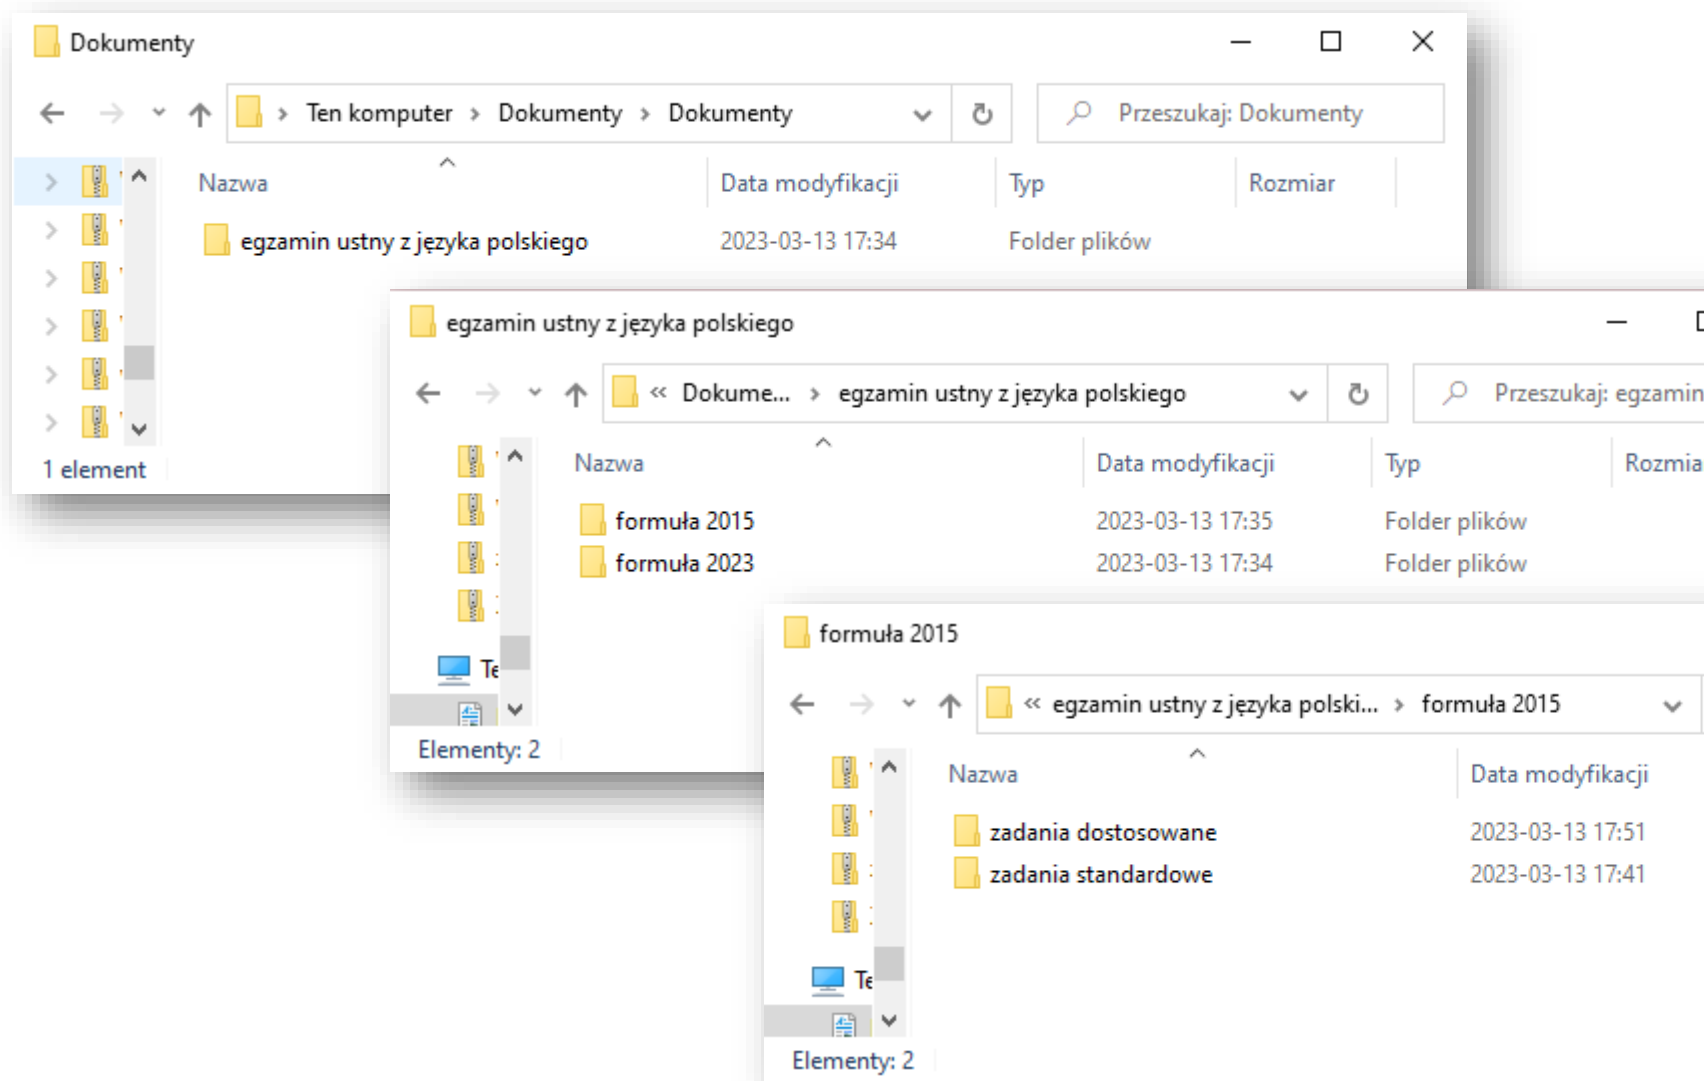 Dokumenty
Ten komputer > Dokumenty > Dokumenty
Przeszukaj: Dokumenty
Nazwa Data modyfikacji Typ Rozmiar
egzamin ustny z języka polskiego 2023-03-13 17:34 Folder plików
1 element
egzamin ustny z języka polskiego
« Dokume... > egzamin ustny z języka polskiego
Przeszukaj: egzamin
Nazwa Data modyfikacji Typ Rozmia
formuła 2015 2023-03-13 17:35 Folder plików
formuła 2023 2023-03-13 17:34 Folder plików
Te
Elementy: 2
formuła 2015
« egzamin ustny z języka polski... > formuła 2015
Nazwa Data modyfikacji
zadania dostosowane 2023-03-13 17:51
zadania standardowe 2023-03-13 17:41
Te
Elementy: 2